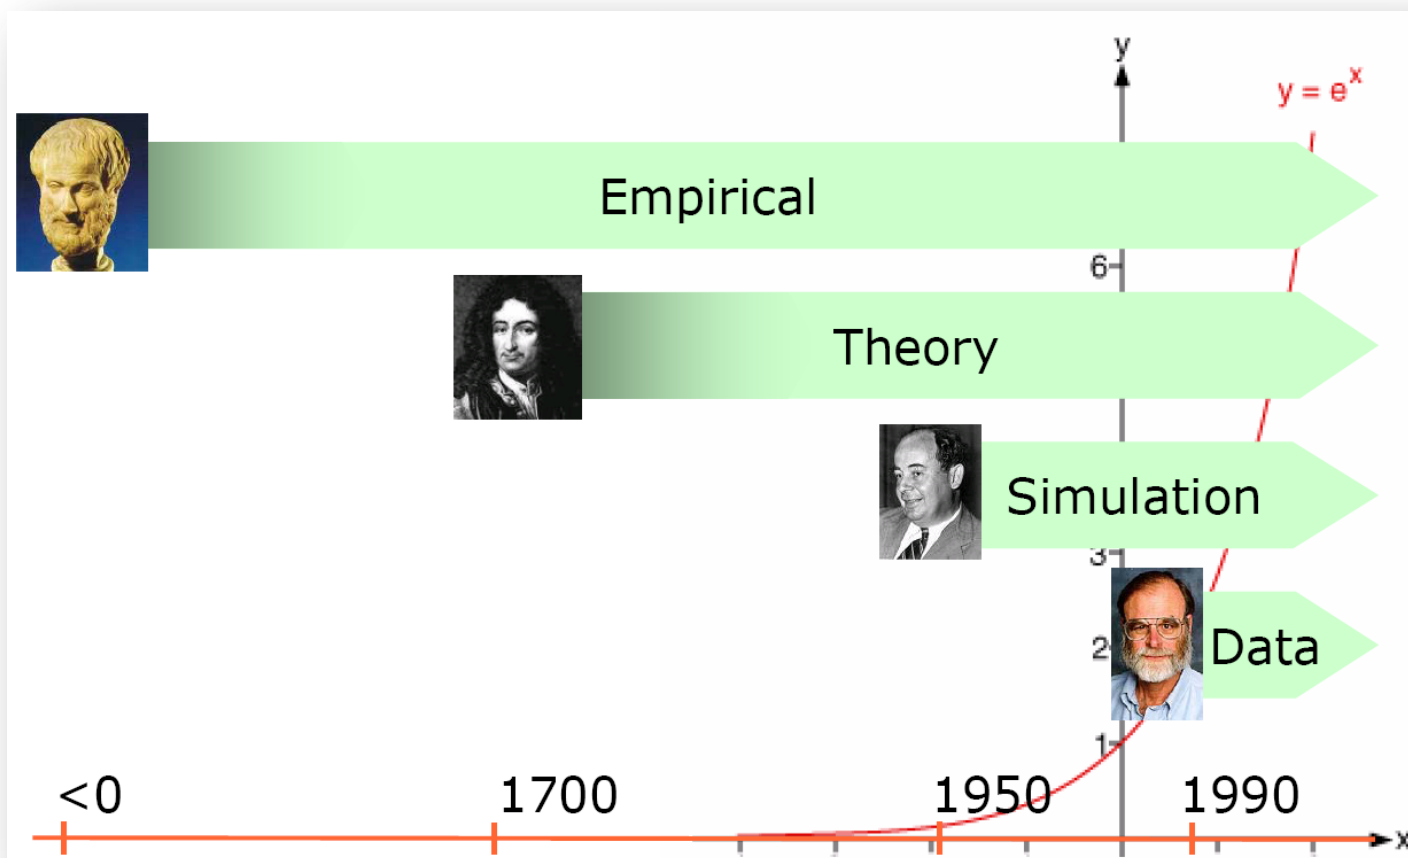 y
y = e^x
Empirical
6
Theory
Simulation
3
Data
2
1
<0 1700 1950 1990
x